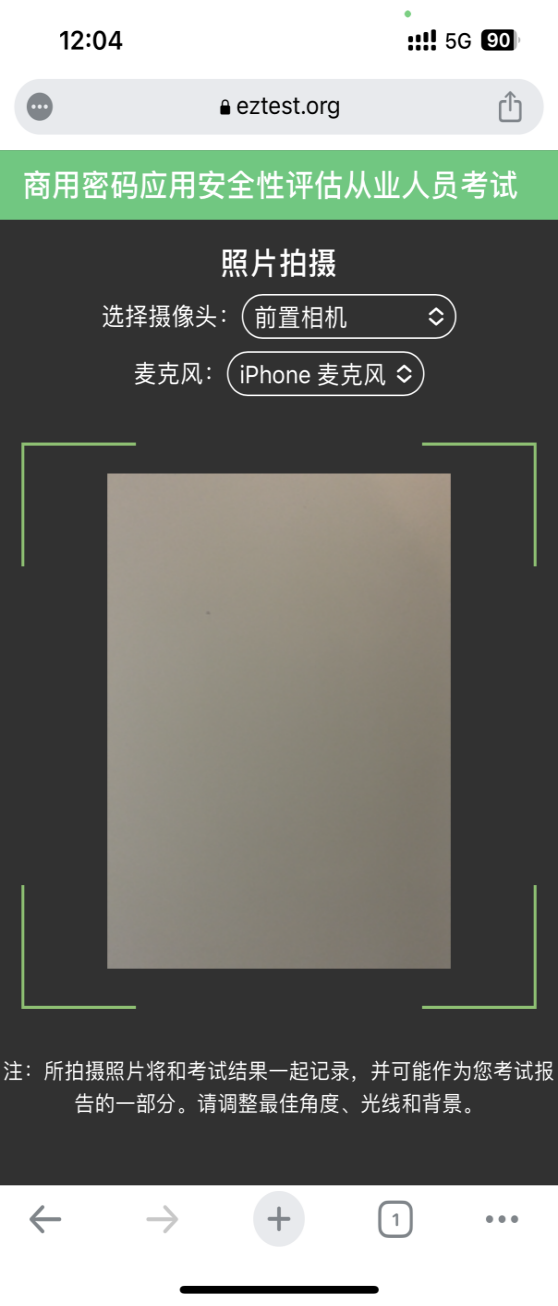 12:04
5G 90
eztest.org
商用密码应用安全性评估从业人员考试
照片拍摄
选择摄像头： 前置相机
麦克风： iPhone 麦克风
注：所拍摄照片将和考试结果一起记录，并可能作为您考试报
告的一部分。请调整最佳角度、光线和背景。
1